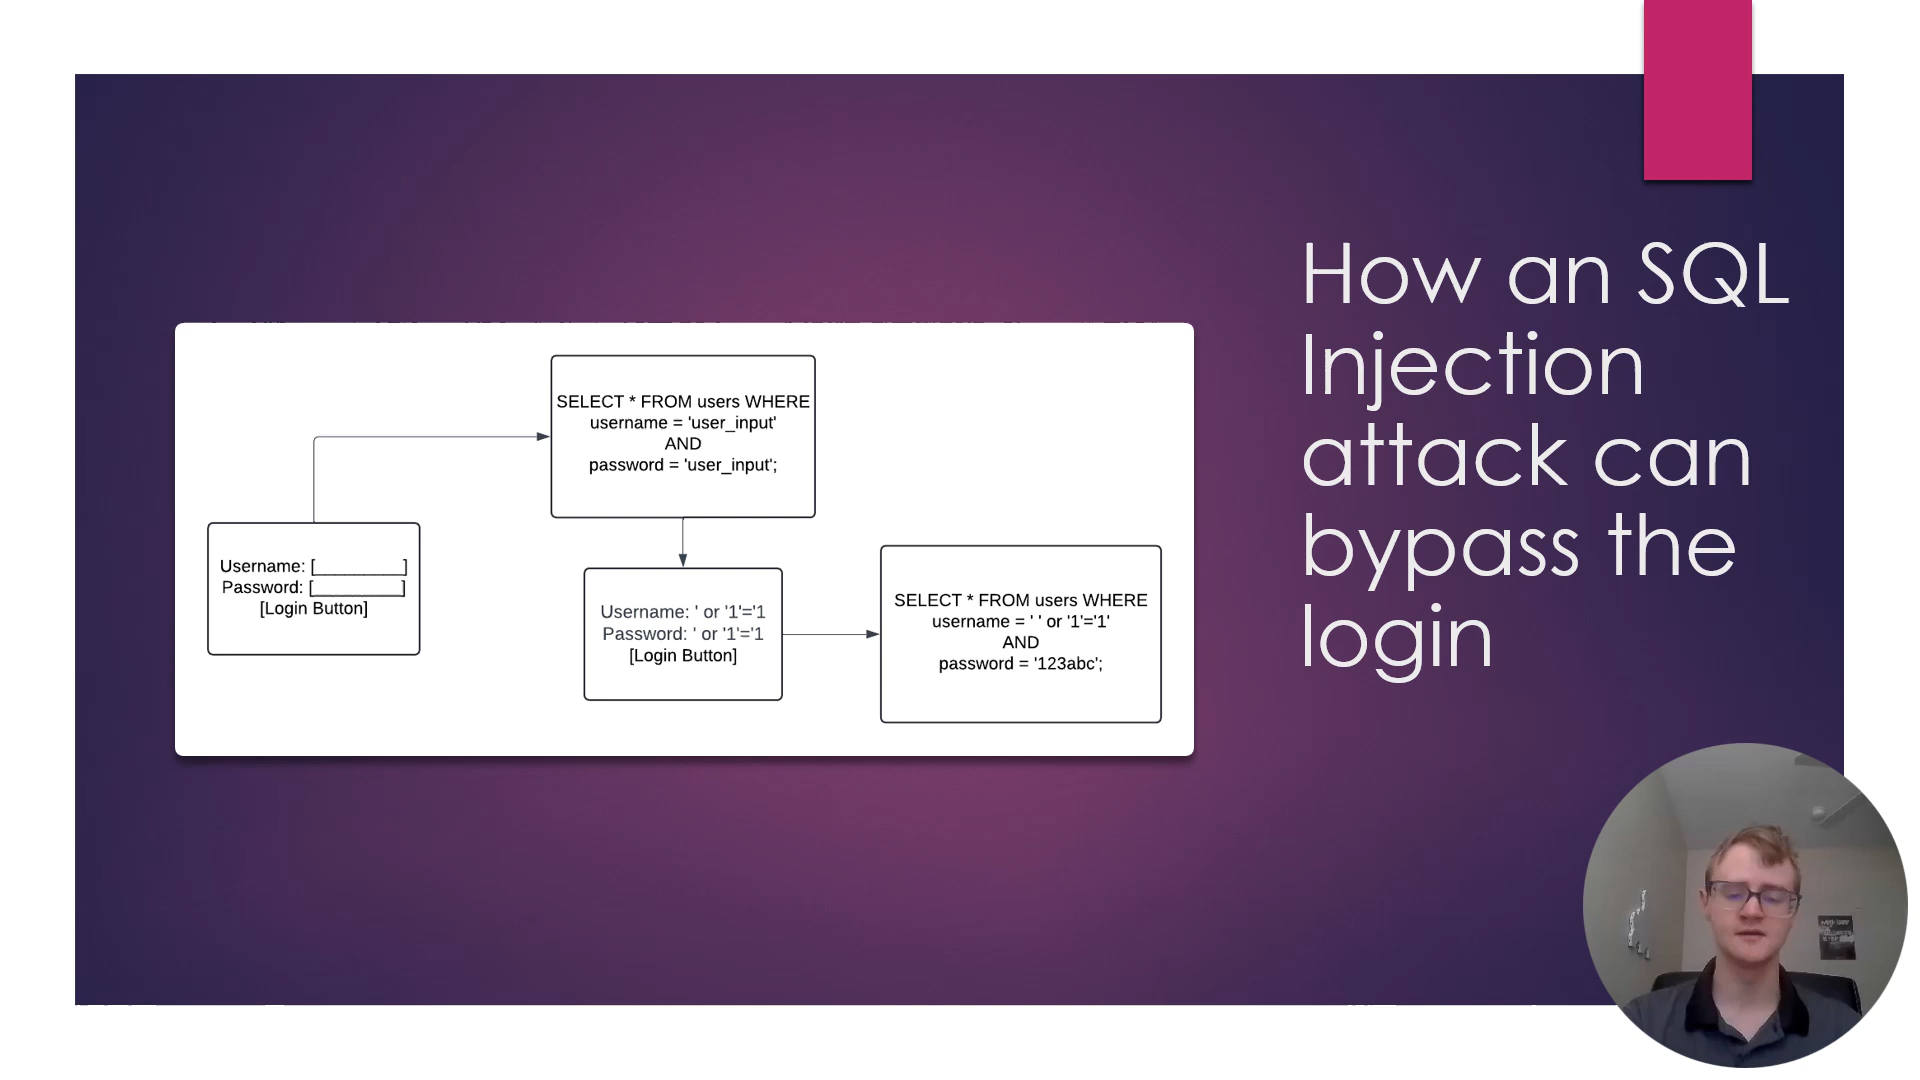 How an SQL
Injection
attack can
bypass the
login
Username: [__________]
Password: [__________]
[Login Button]
SELECT * FROM users WHERE
username = 'user_input'
AND
password = 'user_input';
Username: ' or '1'='1
Password: ' or '1'='1
[Login Button]
SELECT * FROM users WHERE
username = ' ' or '1'='1'
AND
password = '123abc';